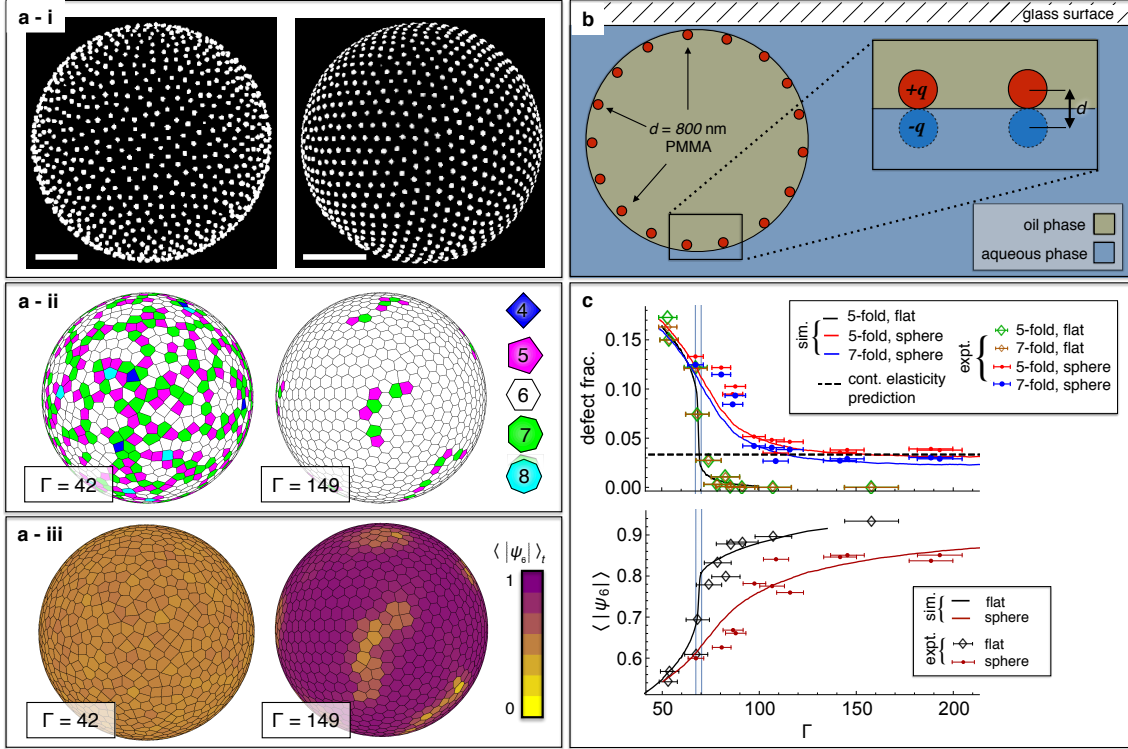 a - i
b
glass surface
d = 800 nm
PMMA
+q
-q
d
oil phase
aqueous phase
a - ii
Γ = 42
Γ = 149
4
5
6
7
8
a - iii
Γ = 42
Γ = 149
⟨ |ψ₆| ⟩ₜ
1
0
c
defect frac.
0.15
0.10
0.05
0.00
sim.
5-fold, flat
5-fold, sphere
7-fold, sphere
cont. elasticity
prediction
expt.
5-fold, flat
7-fold, flat
5-fold, sphere
7-fold, sphere
⟨ |ψ₆| ⟩
0.9
0.8
0.7
0.6
sim.
flat
sphere
expt.
flat
sphere
50
100
150
200
Γ